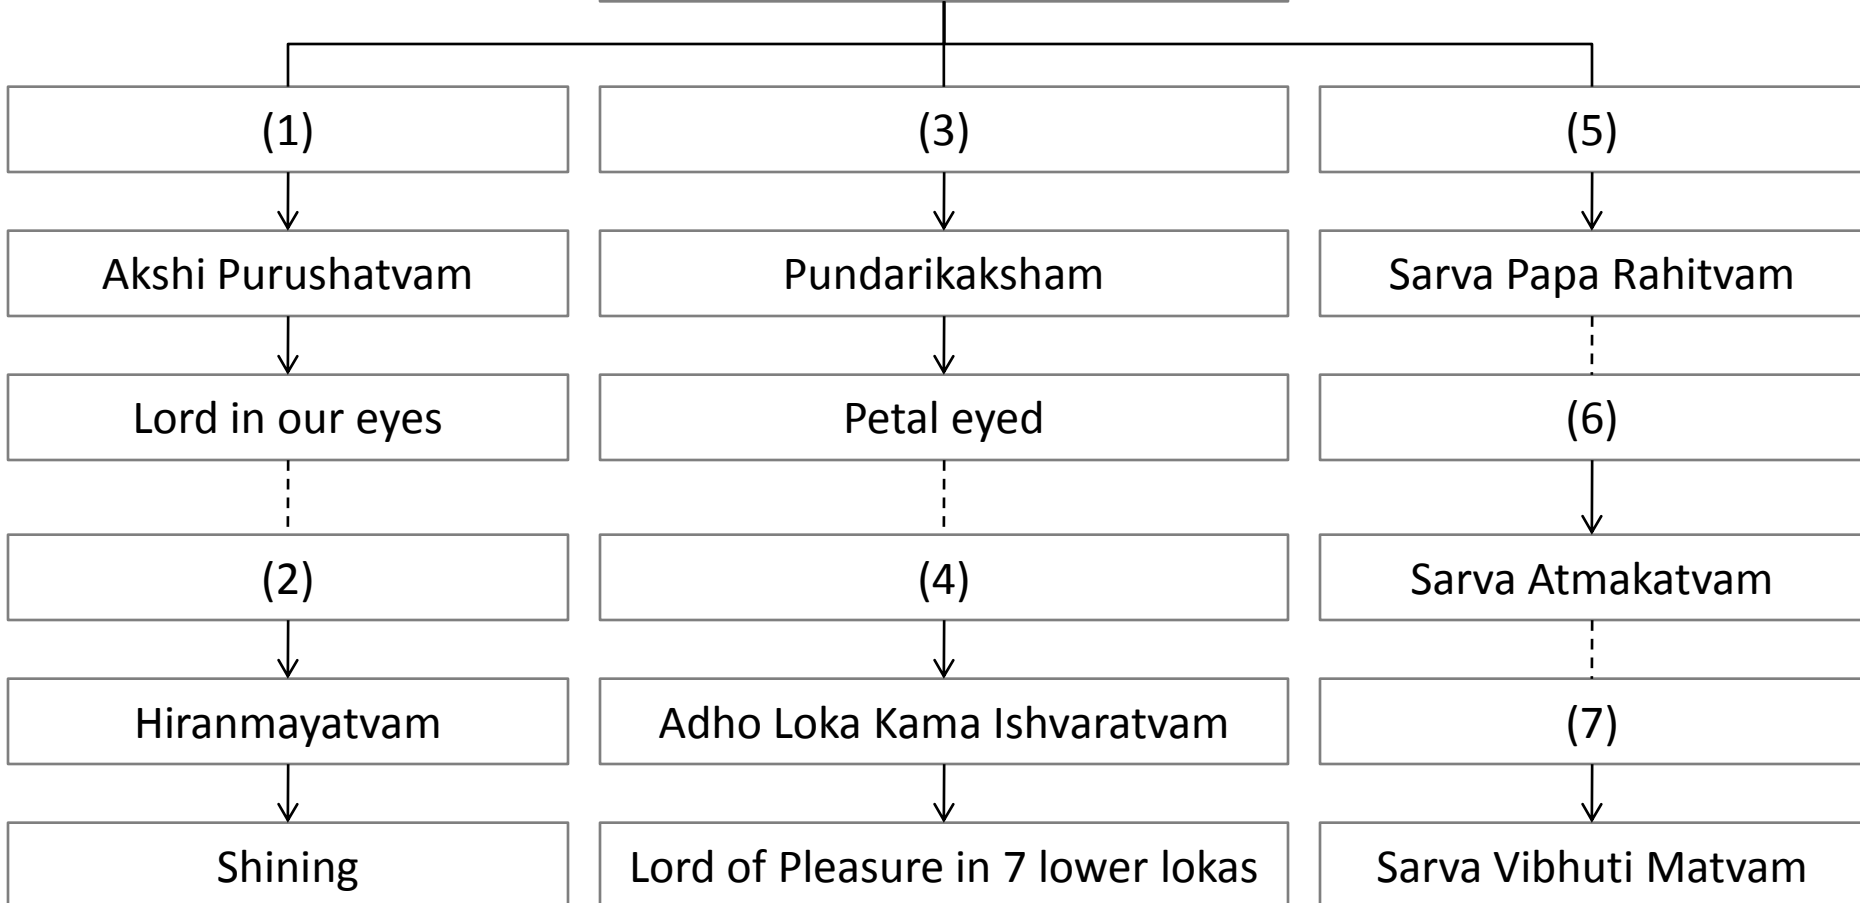 (1)
Akshi Purushatvam
Lord in our eyes
(2)
Hiranmayatvam
Shining
(3)
Pundarikaksham
Petal eyed
(4)
Adho Loka Kama Ishvaratvam
Lord of Pleasure in 7 lower lokas
(5)
Sarva Papa Rahitvam
(6)
Sarva Atmakatvam
(7)
Sarva Vibhuti Matvam